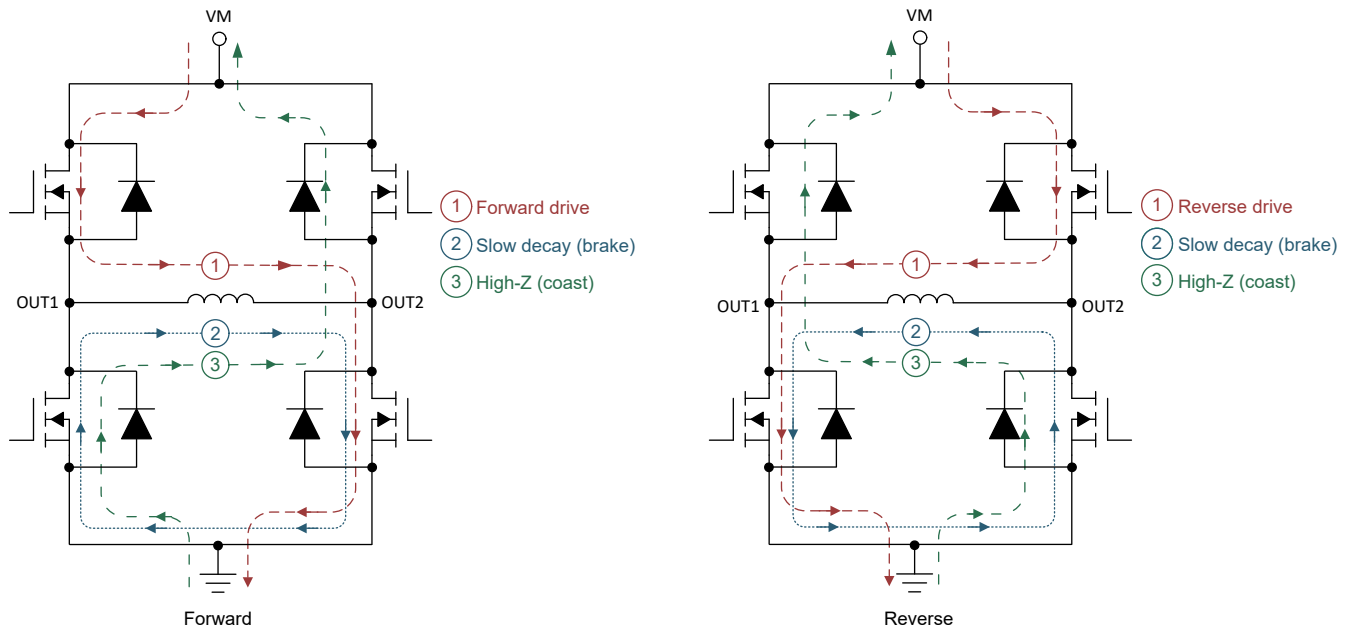 VM
1 Forward drive
2 Slow decay (brake)
3 High-Z (coast)
1
OUT1
OUT2
2
3
Forward
VM
1 Reverse drive
2 Slow decay (brake)
3 High-Z (coast)
1
OUT1
OUT2
2
3
Reverse